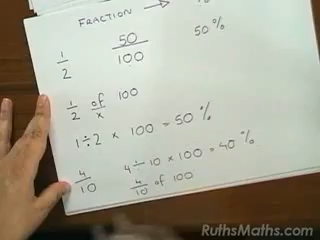 FRACTION →
1/2 50/100 50%
1/2 of/x 100
1÷2 × 100 = 50%
4/10 4÷10 × 100 = 40%
4/10 of 100
RuthsMaths.com